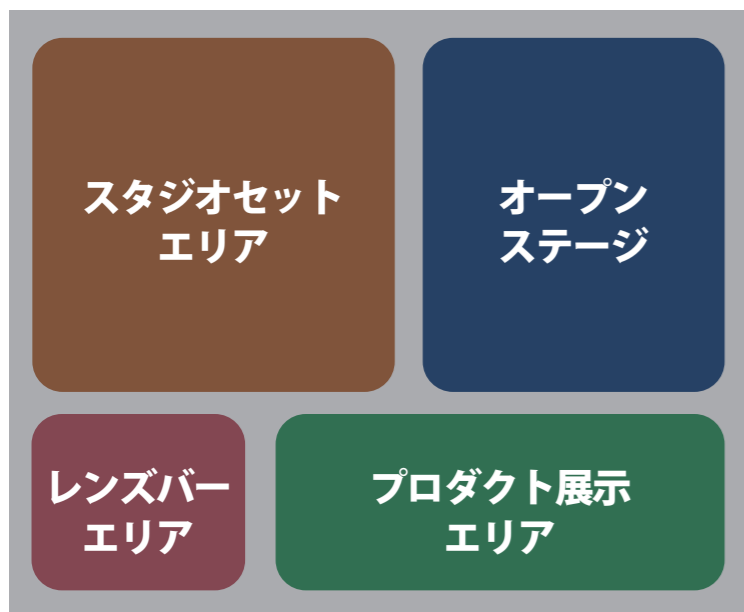 スタジオセット
エリア
オープン
ステージ
レンズバー
エリア
プロダクト展示
エリア